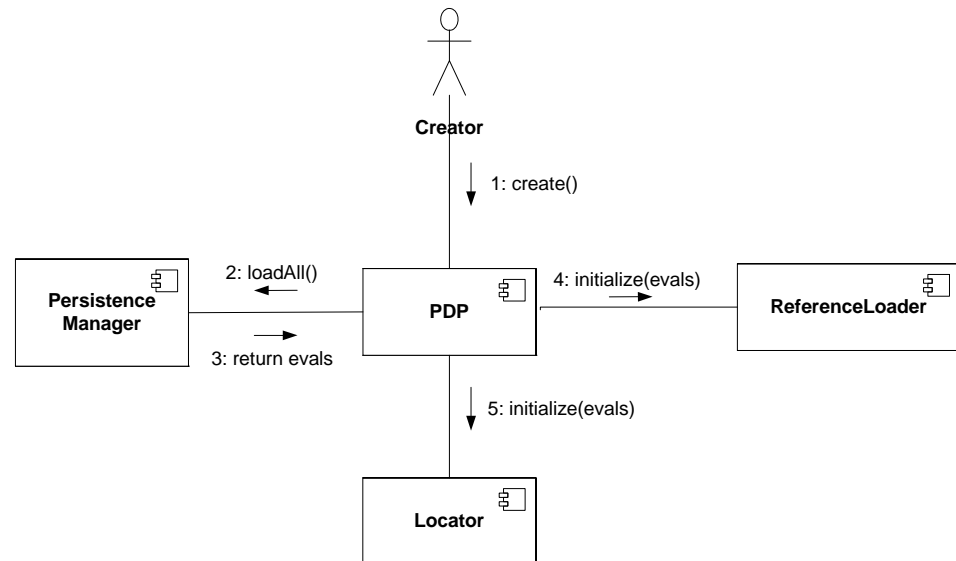 Creator
1: create()
2: loadAll()
4: initialize(evals)
Persistence
Manager
PDP
ReferenceLoader
3: return evals
5: initialize(evals)
Locator